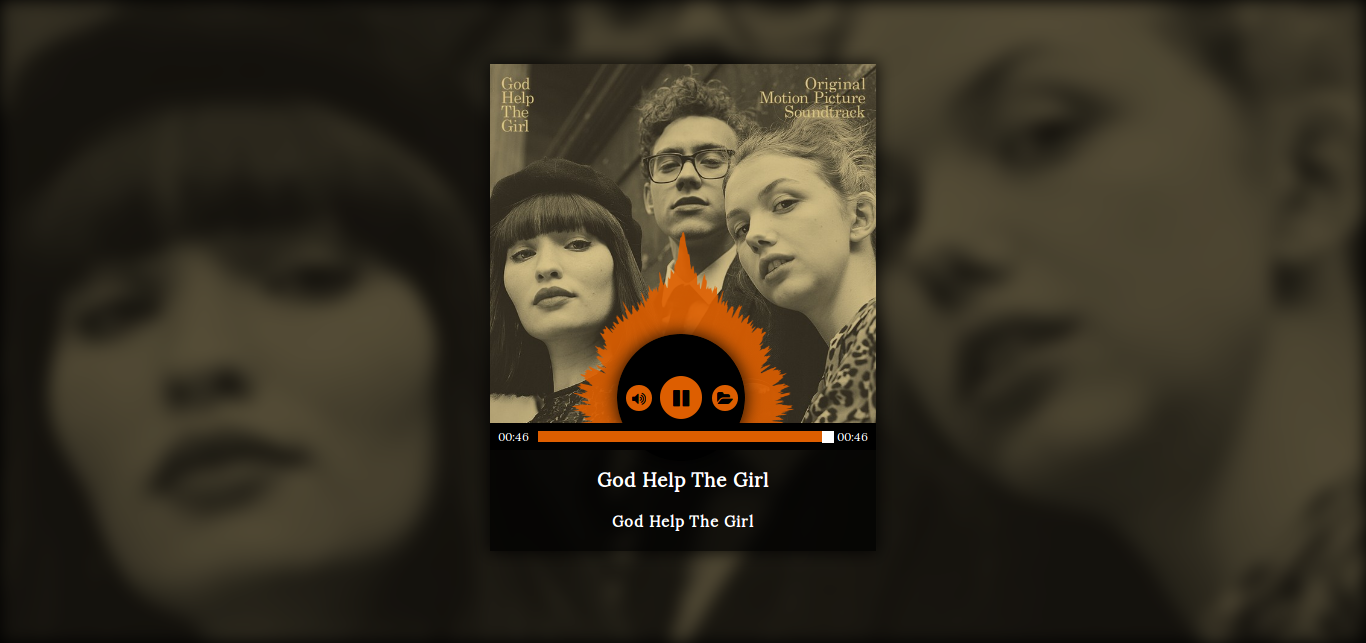 God
Help
The
Girl
Original
Motion Picture
Soundtrack
00:46
00:46
God Help The Girl
God Help The Girl